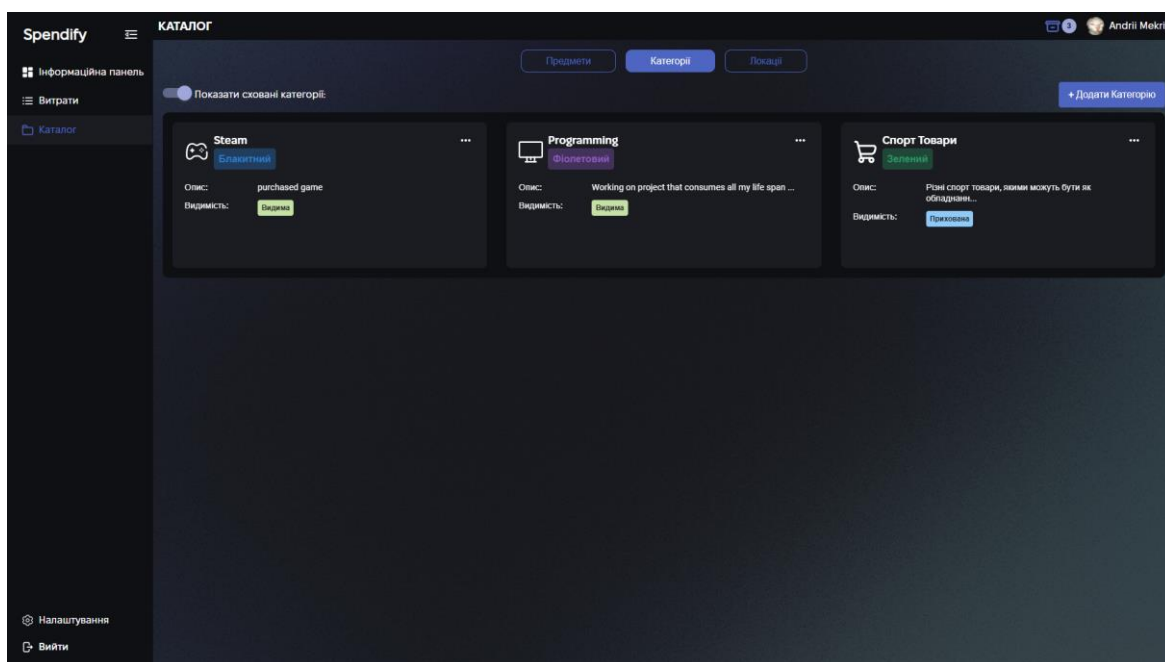 Spendify
КАТАЛОГ
3
Andrii Mekri
Інформаційна панель
Витрати
Каталог
Предмети
Категорії
Локації
Показати сховані категорії:
+ Додати Категорію
Steam
...
Блакитний
Опис: purchased game
Видимість: Видима
Programming
...
Фіолетовий
Опис: Working on project that consumes all my life span ...
Видимість: Видима
Спорт Товари
...
Зелений
Опис: Різні спорт товари, якими можуть бути як
обладнанн...
Видимість: Прихована
Налаштування
Вийти